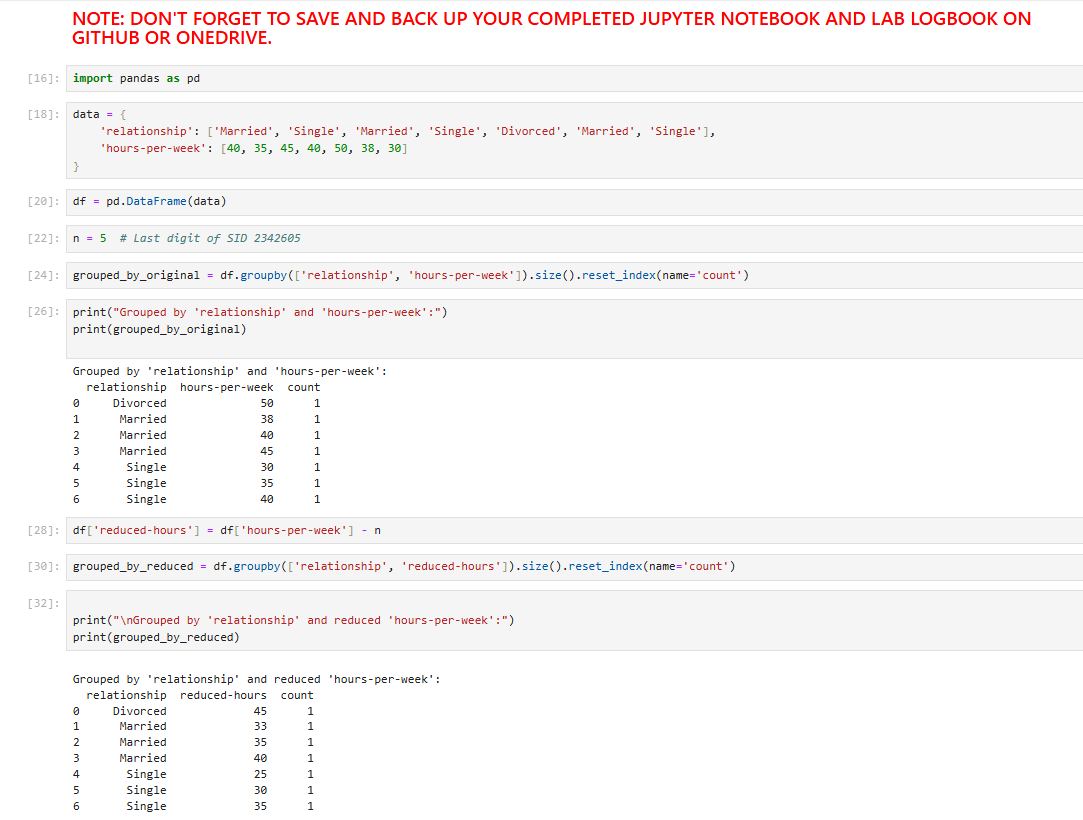 NOTE: DON'T FORGET TO SAVE AND BACK UP YOUR COMPLETED JUPYTER NOTEBOOK AND LAB LOGBOOK ON
GITHUB OR ONEDRIVE.
[16]: import pandas as pd
[18]: data = {
    'relationship': ['Married', 'Single', 'Married', 'Single', 'Divorced', 'Married', 'Single'],
    'hours-per-week': [40, 35, 45, 40, 50, 38, 30]
}
[20]: df = pd.DataFrame(data)
[22]: n = 5  # Last digit of SID 2342605
[24]: grouped_by_original = df.groupby(['relationship', 'hours-per-week']).size().reset_index(name='count')
[26]: print("Grouped by 'relationship' and 'hours-per-week':")
print(grouped_by_original)
Grouped by 'relationship' and 'hours-per-week':
  relationship  hours-per-week  count
0     Divorced              50      1
1      Married              38      1
2      Married              40      1
3      Married              45      1
4       Single              30      1
5       Single              35      1
6       Single              40      1
[28]: df['reduced-hours'] = df['hours-per-week'] - n
[30]: grouped_by_reduced = df.groupby(['relationship', 'reduced-hours']).size().reset_index(name='count')
[32]:
print("\nGrouped by 'relationship' and reduced 'hours-per-week':")
print(grouped_by_reduced)
Grouped by 'relationship' and reduced 'hours-per-week':
  relationship  reduced-hours  count
0     Divorced             45      1
1      Married             33      1
2      Married             35      1
3      Married             40      1
4       Single             25      1
5       Single             30      1
6       Single             35      1